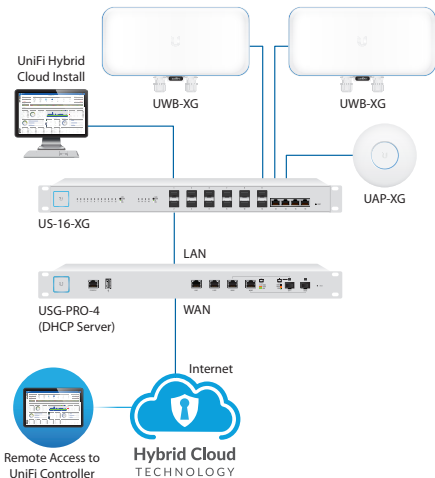 UniFi Hybrid
Cloud Install
UWB-XG
UWB-XG
UAP-XG
US-16-XG
LAN
USG-PRO-4
(DHCP Server)
WAN
Internet
Hybrid Cloud
TECHNOLOGY
Remote Access to
UniFi Controller